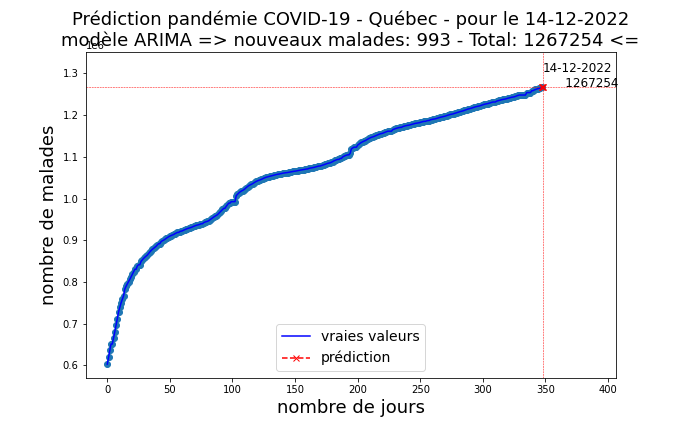 Prédiction pandémie COVID-19 - Québec - pour le 14-12-2022
modèle ARIMA => nouveaux malades: 993 - Total: 1267254 <=
1e6
14-12-2022
1267254
1.3
1.2
1.1
1.0
0.9
0.8
0.7
0.6
nombre de malades
vraies valeurs
prédiction
0 50 100 150 200 250 300 350 400
nombre de jours